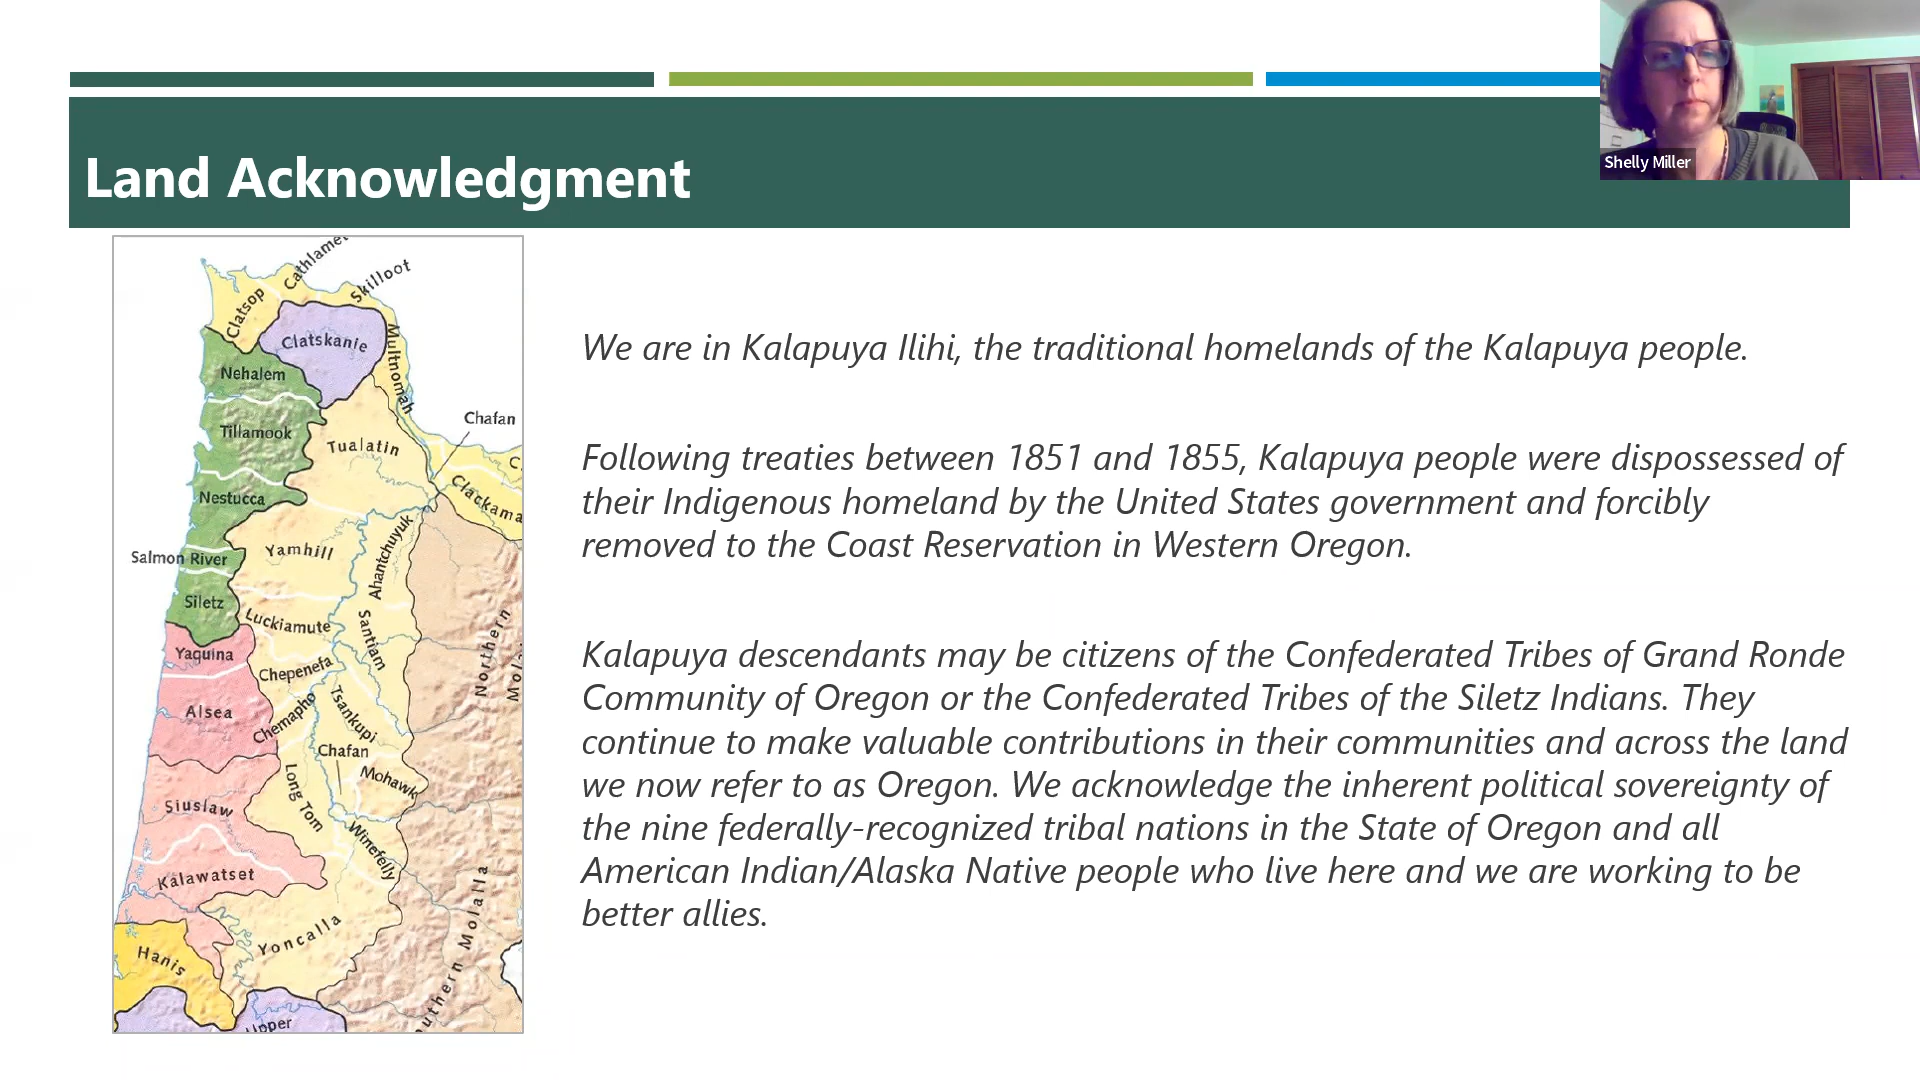 Shelly Miller
Land Acknowledgment
We are in Kalapuya Ilihi, the traditional homelands of the Kalapuya people.
Following treaties between 1851 and 1855, Kalapuya people were dispossessed of
their Indigenous homeland by the United States government and forcibly
removed to the Coast Reservation in Western Oregon.
Kalapuya descendants may be citizens of the Confederated Tribes of Grand Ronde
Community of Oregon or the Confederated Tribes of the Siletz Indians. They
continue to make valuable contributions in their communities and across the land
we now refer to as Oregon. We acknowledge the inherent political sovereignty of
the nine federally-recognized tribal nations in the State of Oregon and all
American Indian/Alaska Native people who live here and we are working to be
better allies.
Cathlamet
Skilloot
Clatsop
Clatskanie
Multnomah
Nehalem
Chafan
Tillamook
Tualatin
C
Nestucca
Clackama
Yamhill
Ahantchuyuk
Salmon River
Siletz
Luckiamute
Santiam
Northern
Mola
Yaquina
Chepenefa
Alsea
Chemapho
Tsankupi
Chafan
Mohawk
Long Tom
Siuslaw
Winefelly
Kalawatset
Yoncalla
outhern Molalla
Hanis
Upper